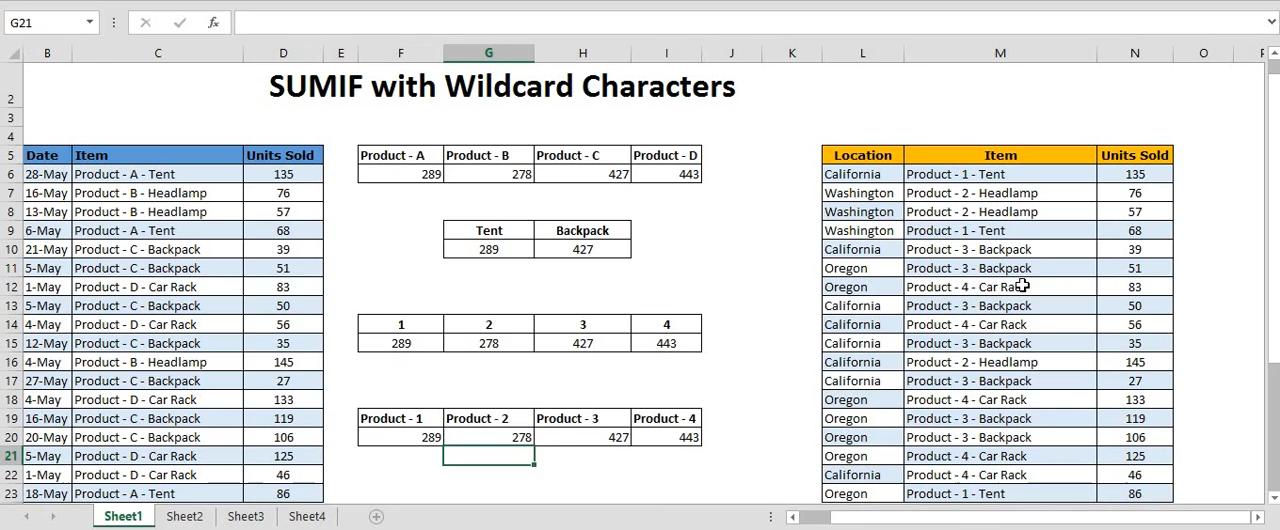 G21
fx
B C D E F G H I J K L M N O P
2 SUMIF with Wildcard Characters
3
4
5 Date Item Units Sold Product - A Product - B Product - C Product - D Location Item Units Sold
6 28-May Product - A - Tent 135 289 278 427 443 California Product - 1 - Tent 135
7 16-May Product - B - Headlamp 76 Washington Product - 2 - Headlamp 76
8 13-May Product - B - Headlamp 57 Washington Product - 2 - Headlamp 57
9 6-May Product - A - Tent 68 Tent Backpack Washington Product - 1 - Tent 68
10 21-May Product - C - Backpack 39 289 427 California Product - 3 - Backpack 39
11 5-May Product - C - Backpack 51 Oregon Product - 3 - Backpack 51
12 1-May Product - D - Car Rack 83 Oregon Product - 4 - Car Rack 83
13 5-May Product - C - Backpack 50 California Product - 3 - Backpack 50
14 4-May Product - D - Car Rack 56 1 2 3 4 California Product - 4 - Car Rack 56
15 12-May Product - C - Backpack 35 289 278 427 443 California Product - 3 - Backpack 35
16 4-May Product - B - Headlamp 145 California Product - 2 - Headlamp 145
17 27-May Product - C - Backpack 27 California Product - 3 - Backpack 27
18 4-May Product - D - Car Rack 133 Oregon Product - 4 - Car Rack 133
19 16-May Product - C - Backpack 119 Product - 1 Product - 2 Product - 3 Product - 4 Oregon Product - 3 - Backpack 119
20 20-May Product - C - Backpack 106 289 278 427 443 Oregon Product - 3 - Backpack 106
21 5-May Product - D - Car Rack 125 Oregon Product - 4 - Car Rack 125
22 1-May Product - D - Car Rack 46 California Product - 4 - Car Rack 46
23 18-May Product - A - Tent 86 Oregon Product - 1 - Tent 86
Sheet1 Sheet2 Sheet3 Sheet4